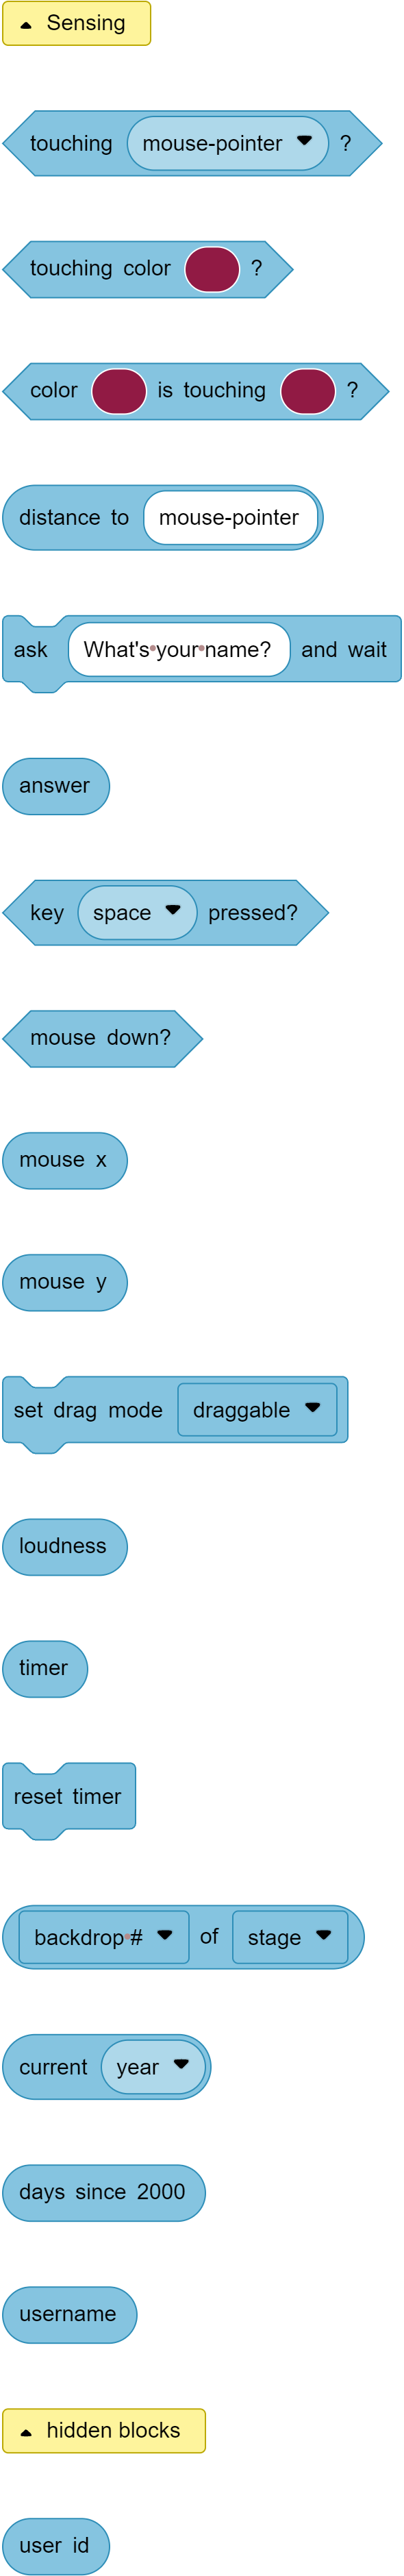 Sensing
touching mouse-pointer ?
touching color ?
color is touching ?
distance to mouse-pointer
ask What's your name? and wait
answer
key space pressed?
mouse down?
mouse x
mouse y
set drag mode draggable
loudness
timer
reset timer
backdrop # of stage
current year
days since 2000
username
hidden blocks
user id